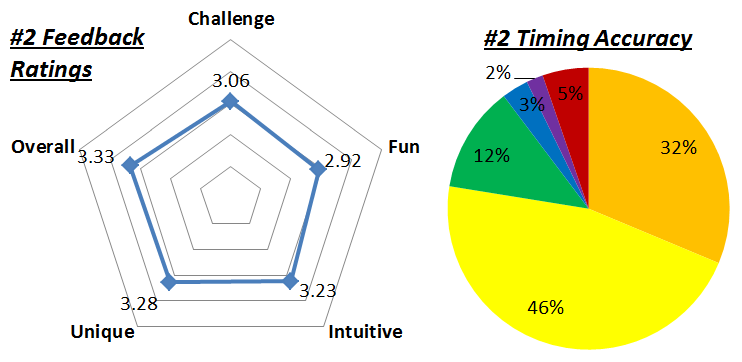 #2 Feedback
Ratings
Challenge
3.06
Overall
3.33
Fun
2.92
3.28
3.23
Unique
Intuitive
#2 Timing Accuracy
2%
5%
3%
32%
12%
46%